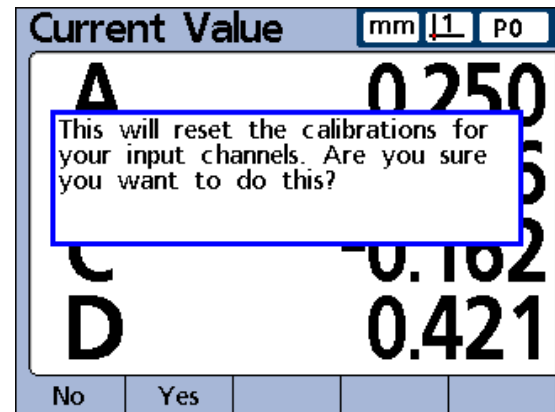 Current Value mm 1 P0
A 0.250
This will reset the calibrations for
your input channels. Are you sure
you want to do this?
C -0.162
D 0.421
No Yes